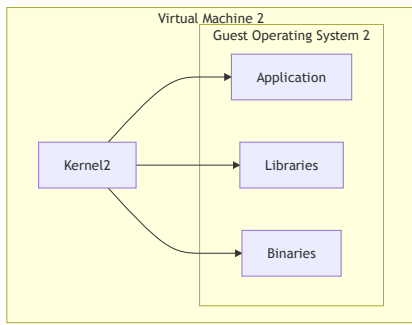 Virtual Machine 2
Guest Operating System 2
Application
Kernel2
Libraries
Binaries